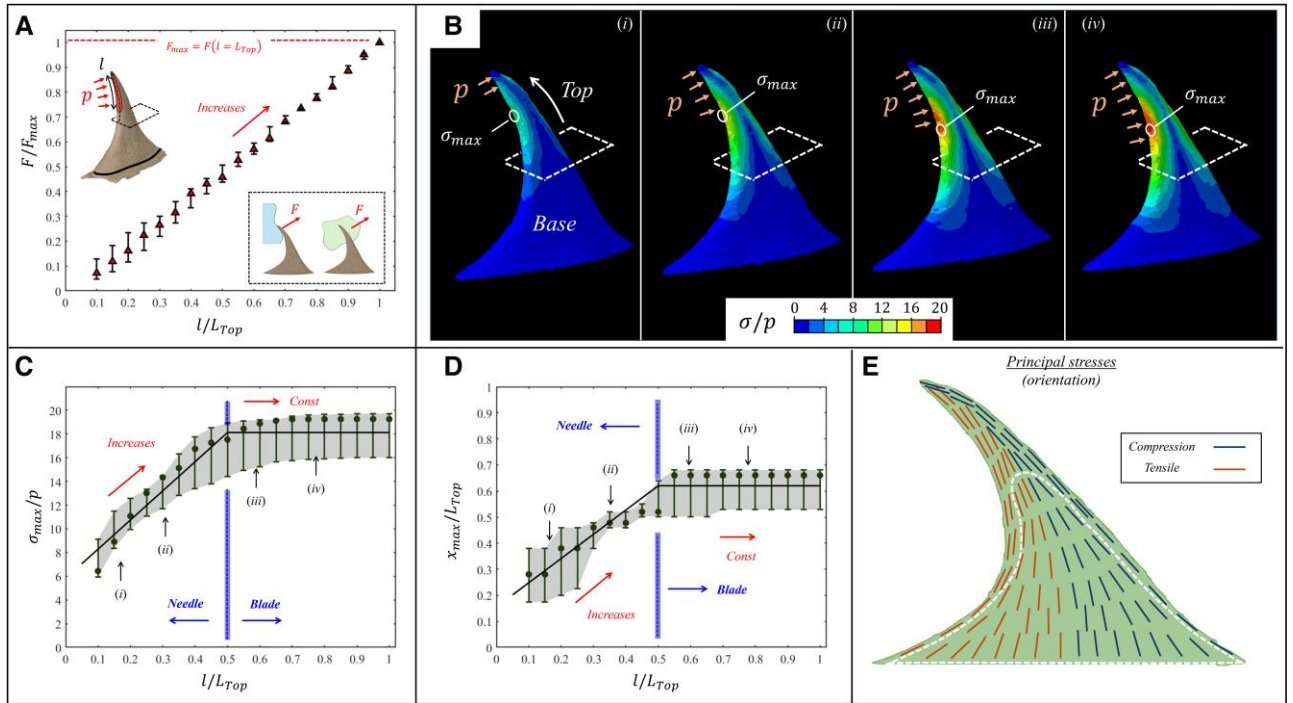 A
F_max = F(l = L_Top)
l
p
Increases
F
F
F/F_max
1
0.9
0.8
0.7
0.6
0.5
0.4
0.3
0.2
0.1
0
0 0.1 0.2 0.3 0.4 0.5 0.6 0.7 0.8 0.9 1
l/L_Top
B
(i)
(ii)
(iii)
(iv)
p
Top
σ_max
Base
p
σ_max
p
σ_max
p
σ_max
σ/p
0 4 8 12 16 20
C
σ_max/p
20
18
16
14
12
10
8
6
4
2
0
Increases
Const
(i)
(ii)
(iii)
(iv)
Needle
Blade
0 0.1 0.2 0.3 0.4 0.5 0.6 0.7 0.8 0.9 1
l/L_Top
D
x_max/L_Top
1
0.9
0.8
0.7
0.6
0.5
0.4
0.3
0.2
0.1
0
Needle
(i)
(ii)
(iii)
(iv)
Const
Increases
Blade
0 0.1 0.2 0.3 0.4 0.5 0.6 0.7 0.8 0.9 1
l/L_Top
E
Principal stresses
(orientation)
Compression
Tensile